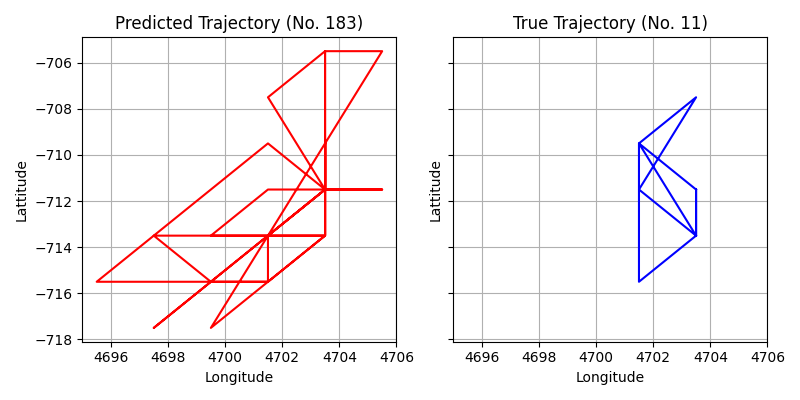 Predicted Trajectory (No. 183)
True Trajectory (No. 11)
−706
−708
−710
−712
−714
−716
−718
Lattitude
Lattitude
4696 4698 4700 4702 4704 4706
4696 4698 4700 4702 4704 4706
Longitude
Longitude